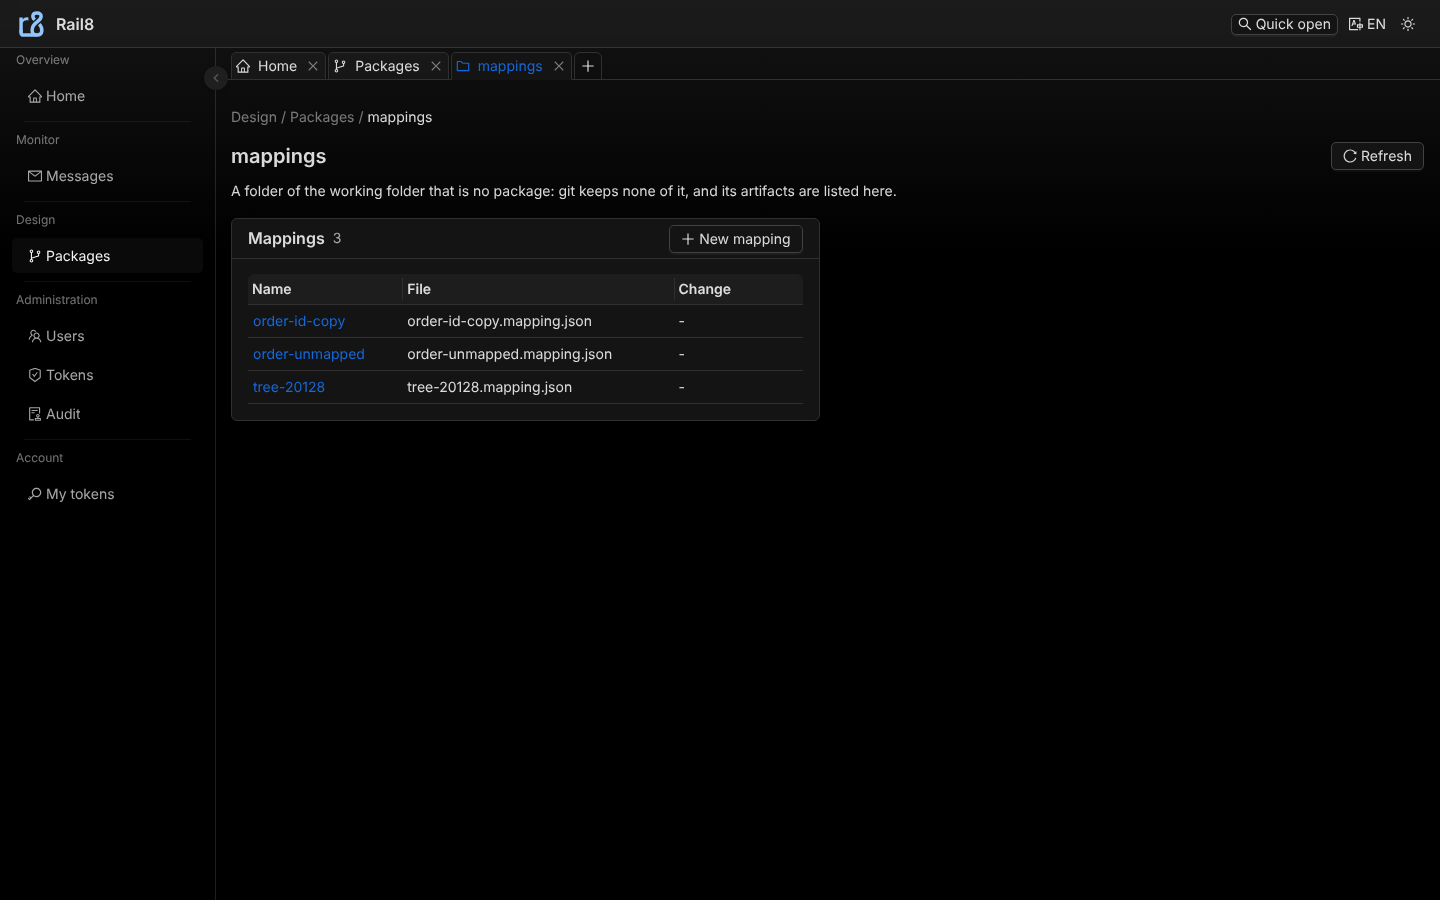 Rail8
Quick open
EN
Overview
Home
Monitor
Messages
Design
Packages
Administration
Users
Tokens
Audit
Account
My tokens
Home
Packages
mappings
Design / Packages / mappings
mappings
Refresh
A folder of the working folder that is no package: git keeps none of it, and its artifacts are listed here.
Mappings 3
New mapping
Name File Change
order-id-copy order-id-copy.mapping.json -
order-unmapped order-unmapped.mapping.json -
tree-20128 tree-20128.mapping.json -